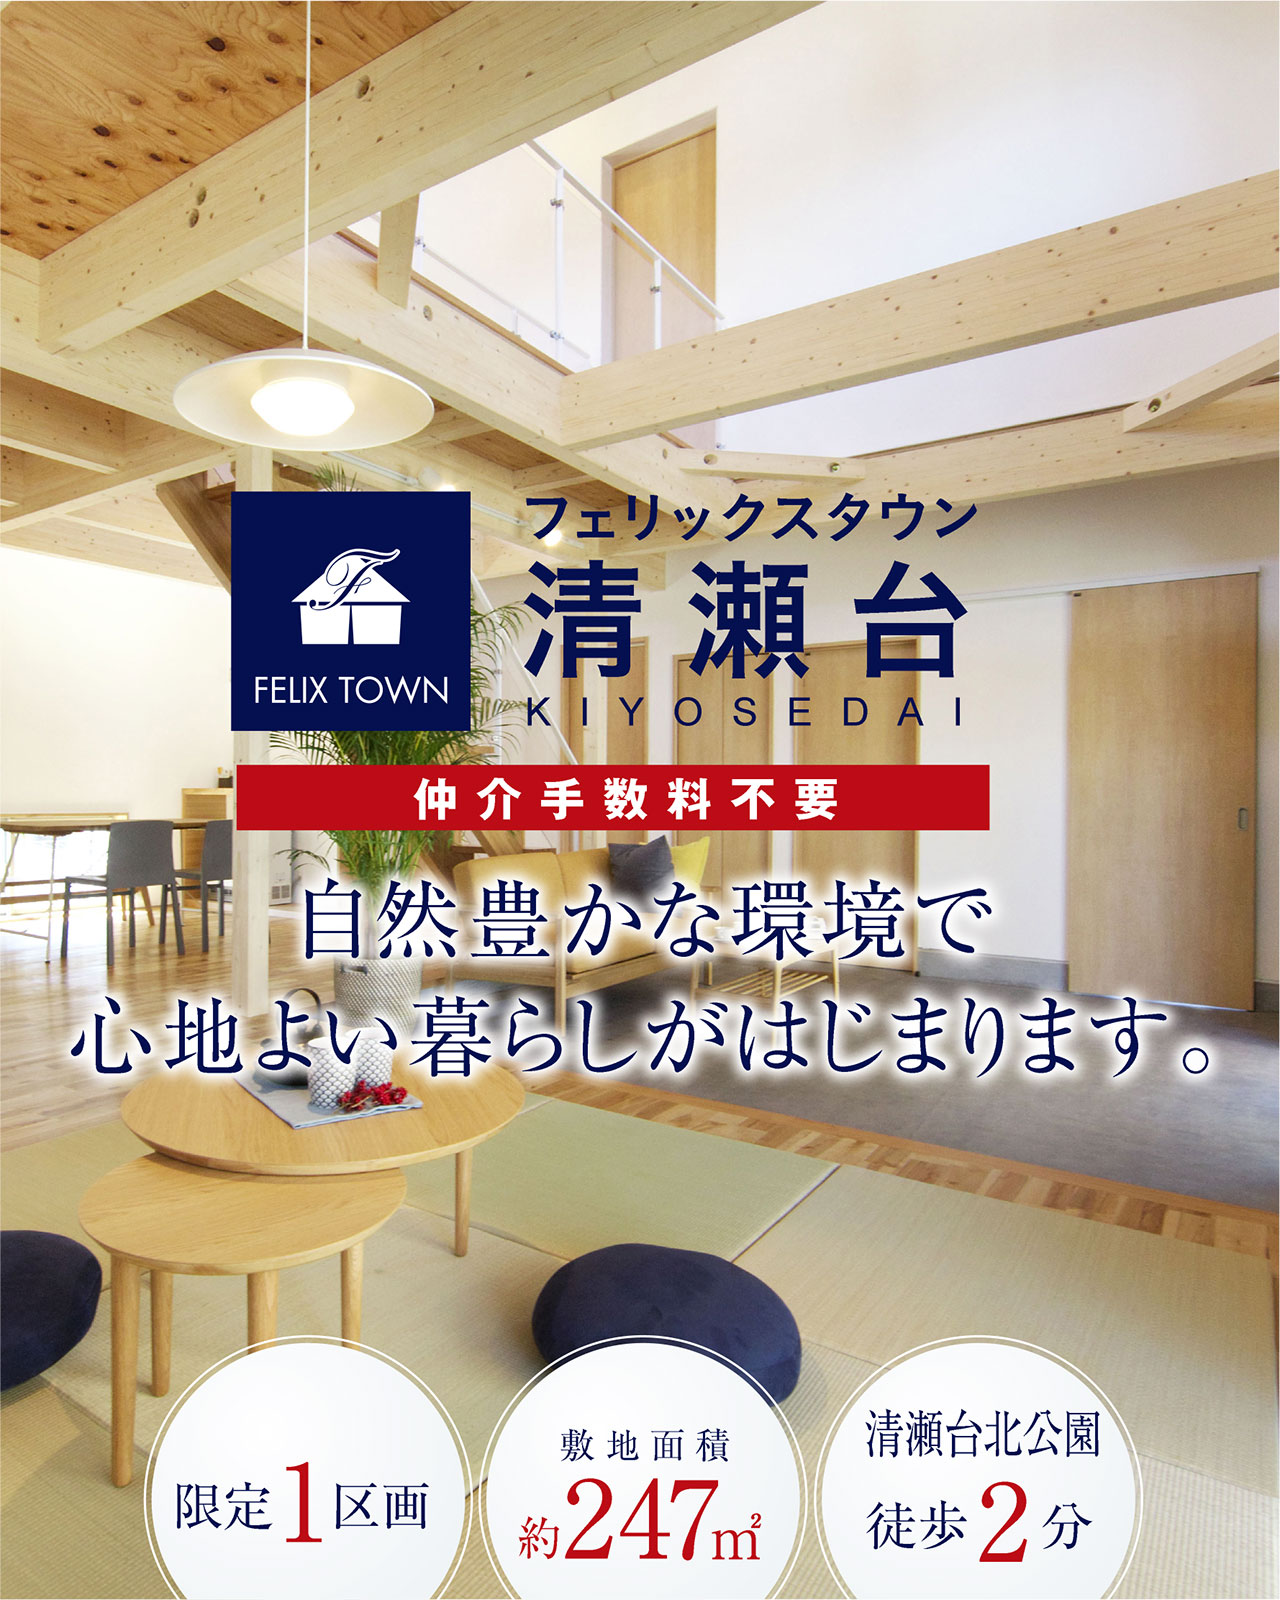 フェリックスタウン
清瀬台
KIYOSEDAI
FELIX TOWN
仲介手数料不要
自然豊かな環境で
心地よい暮らしがはじまります。
限定1区画
敷地面積
約247㎡
清瀬台北公園
徒歩2分